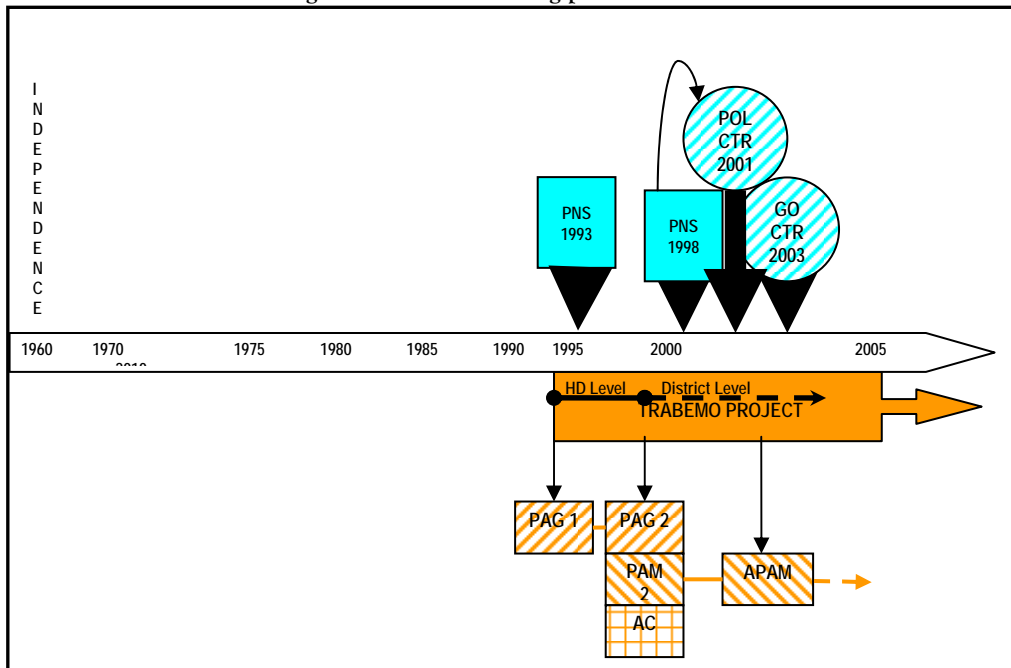 I
N
D
E
P
E
N
D
E
N
C
E
POL
CTR
2001
PNS
1993
PNS
1998
GO
CTR
2003
1960 1970 1975 1980 1985 1990 1995 2000 2005
HD Level District Level
TRABEMO PROJECT
PAG 1 PAG 2
PAM
2
APAM
AC